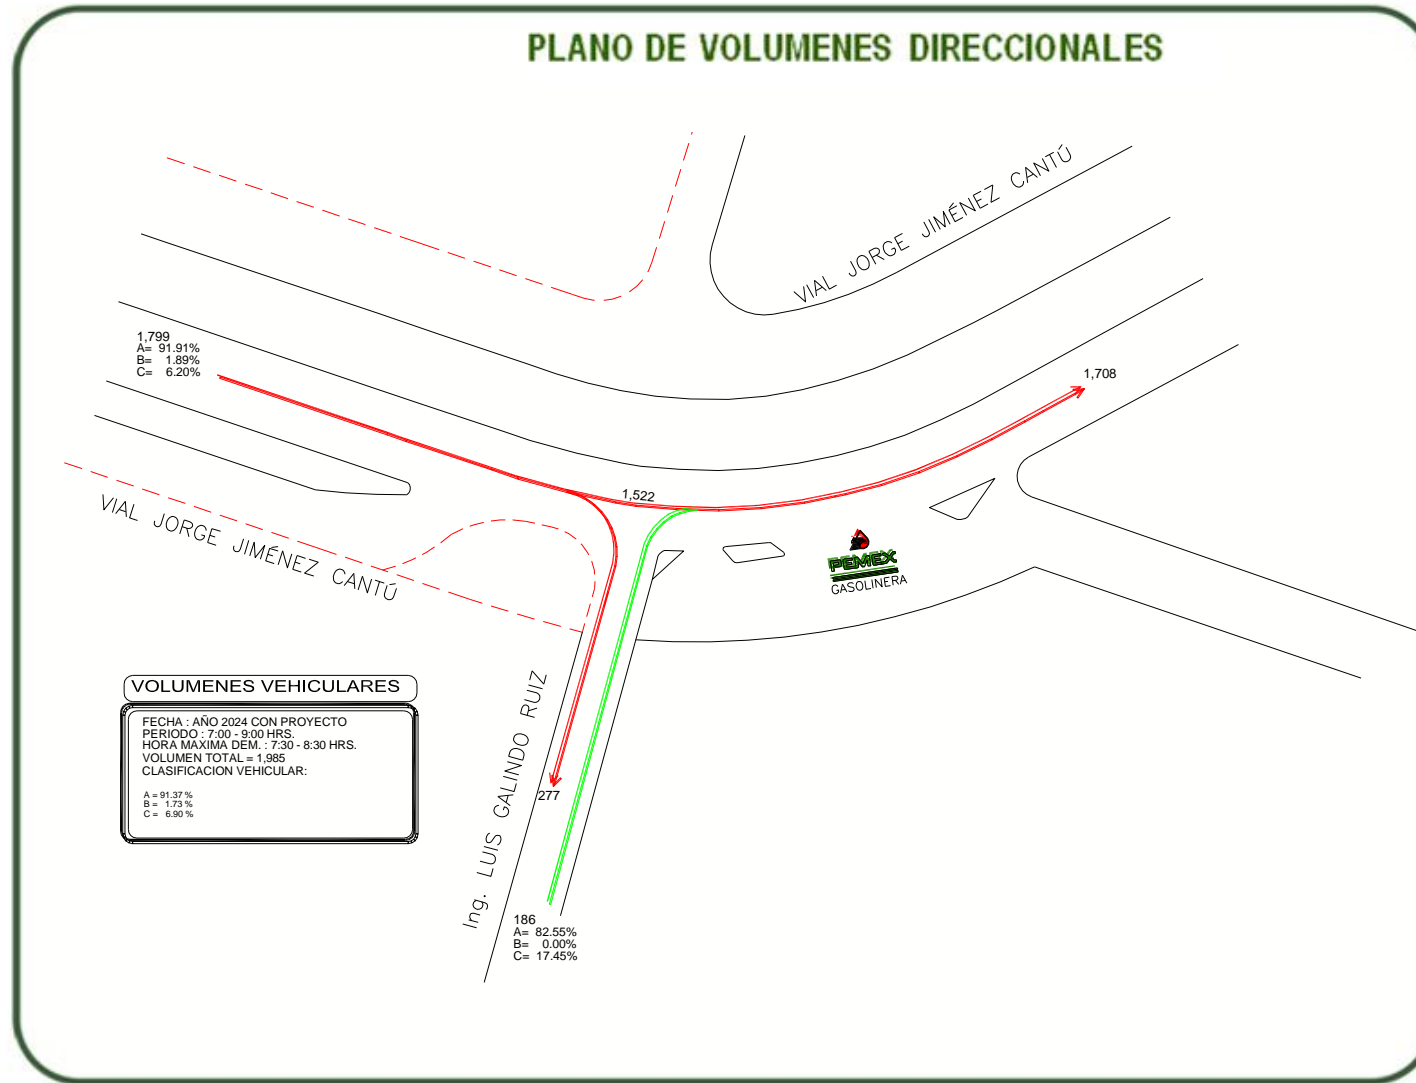 PLANO DE VOLUMENES DIRECCIONALES
VIAL JORGE JIMÉNEZ CANTÚ
1,799
A= 91.91%
B= 1.89%
C= 6.20%
1,708
1,522
VIAL JORGE JIMÉNEZ CANTÚ
PEMEX
GASOLINERA
Ing. LUIS GALINDO RUIZ
VOLUMENES VEHICULARES
FECHA : AÑO 2024 CON PROYECTO
PERIODO : 7:00 - 9:00 HRS.
HORA MAXIMA DEM. : 7:30 - 8:30 HRS.
VOLUMEN TOTAL = 1,985
CLASIFICACION VEHICULAR:
A = 91.37 %
B = 1.73 %
C = 6.90 %
277
186
A= 82.55%
B= 0.00%
C= 17.45%